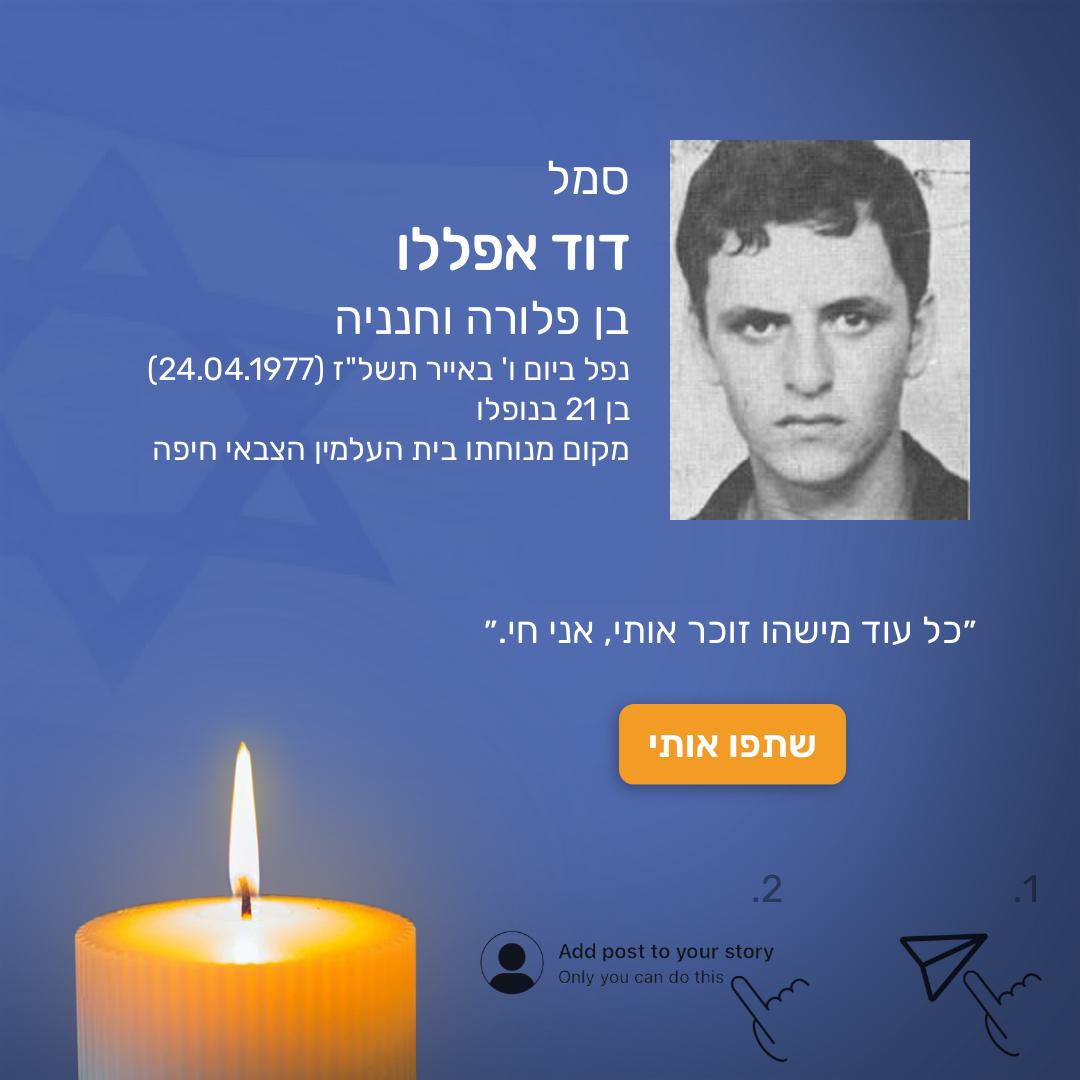 סמל
דוד אפללו
בן פלורה וחנניה
נפל ביום ו' באייר תשל"ז (24.04.1977)
בן 21 בנופלו
מקום מנוחתו בית העלמין הצבאי חיפה
״כל עוד מישהו זוכר אותי, אני חי.״
שתפו אותי
1.
2.
Add post to your story
Only you can do this